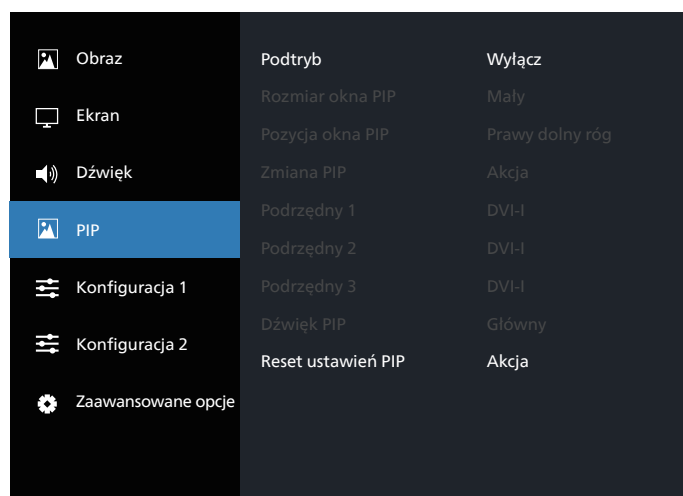 Obraz
Ekran
Dźwięk
PIP
Konfiguracja 1
Konfiguracja 2
Zaawansowane opcje
Podtryb Wyłącz
Rozmiar okna PIP Mały
Pozycja okna PIP Prawy dolny róg
Zmiana PIP Akcja
Podrzędny 1 DVI-I
Podrzędny 2 DVI-I
Podrzędny 3 DVI-I
Dźwięk PIP Główny
Reset ustawień PIP Akcja